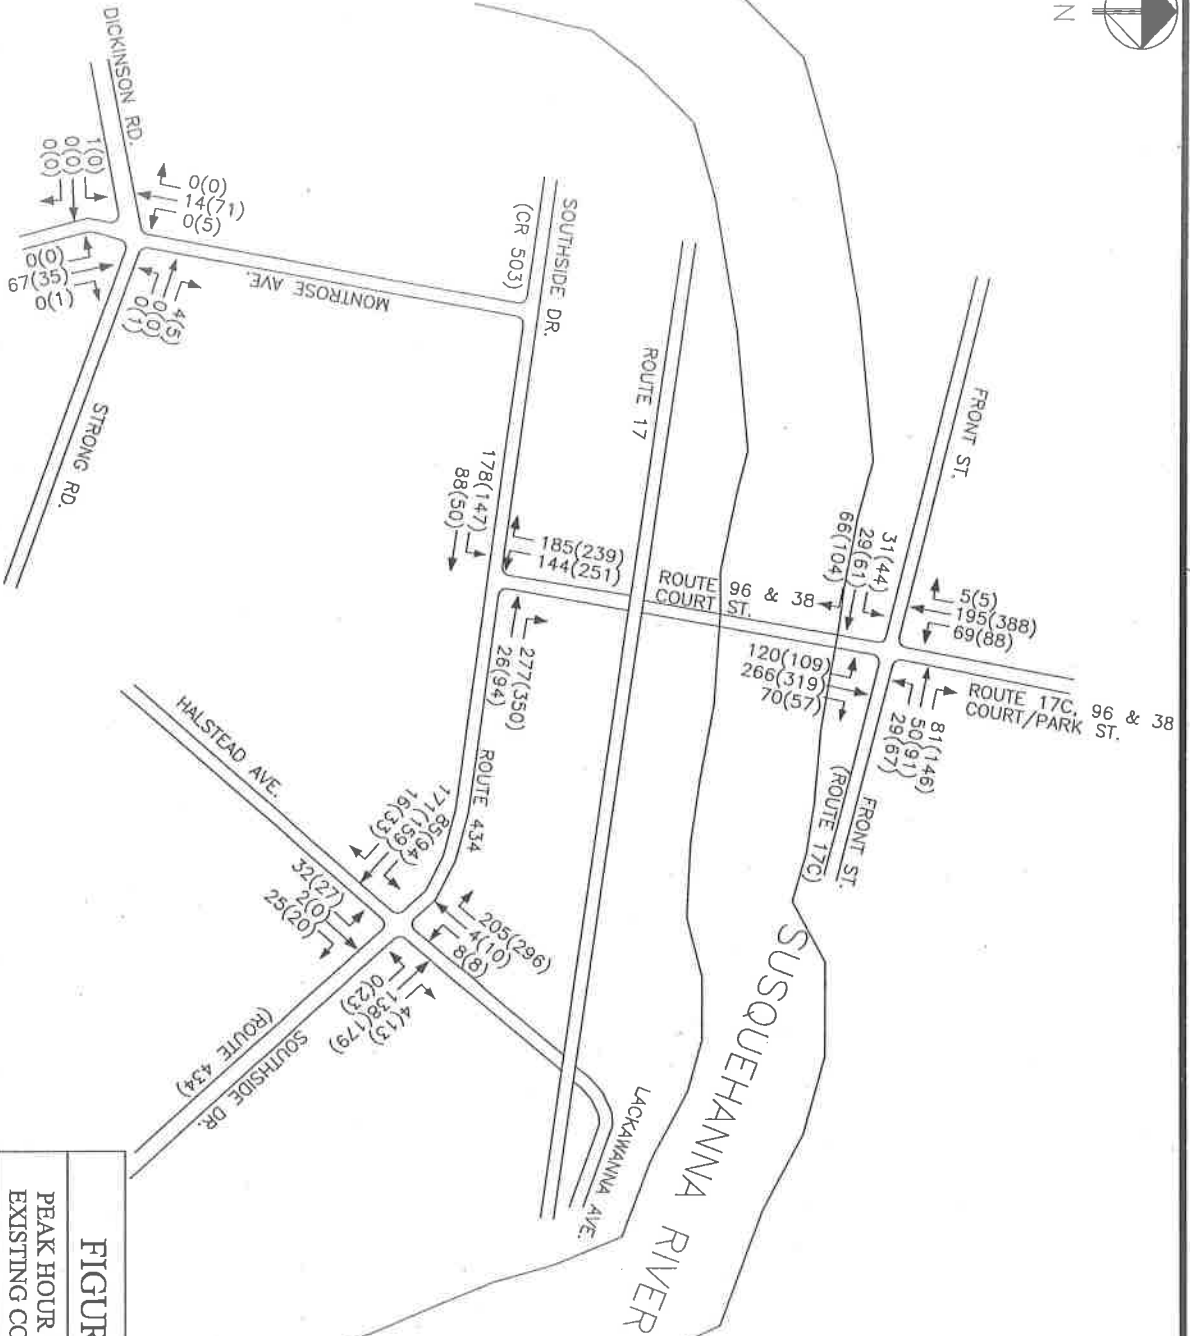 N
FRONT ST.
31(44)
29(61)
66(104)
5(5)
195(388)
69(88)
ROUTE 17C, 96 & 38
COURT/PARK ST.
81(146)
50(91)
29(67)
120(109)
266(319)
70(57)
FRONT ST.
(ROUTE 17C)
SUSQUEHANNA RIVER
ROUTE 17
ROUTE 96 & 38
COURT ST.
SOUTHSIDE DR.
(CR 503)
178(147)
88(50)
185(239)
144(251)
277(350)
26(94)
ROUTE 434
MONTROSE AVE.
DICKINSON RD.
0(0)
14(71)
0(5)
1(0)
0(0)
0(0)
0(0)
67(35)
0(1)
4(5)
0(0)
0(1)
STRONG RD.
HALSTEAD AVE.
85(94)
171(159)
16(33)
205(296)
4(10)
8(8)
32(27)
2(0)
25(20)
4(13)
138(179)
0(23)
SOUTHSIDE DR.
(ROUTE 434)
LACKAWANNA AVE.
FIGUR
PEAK HOUR
EXISTING CO